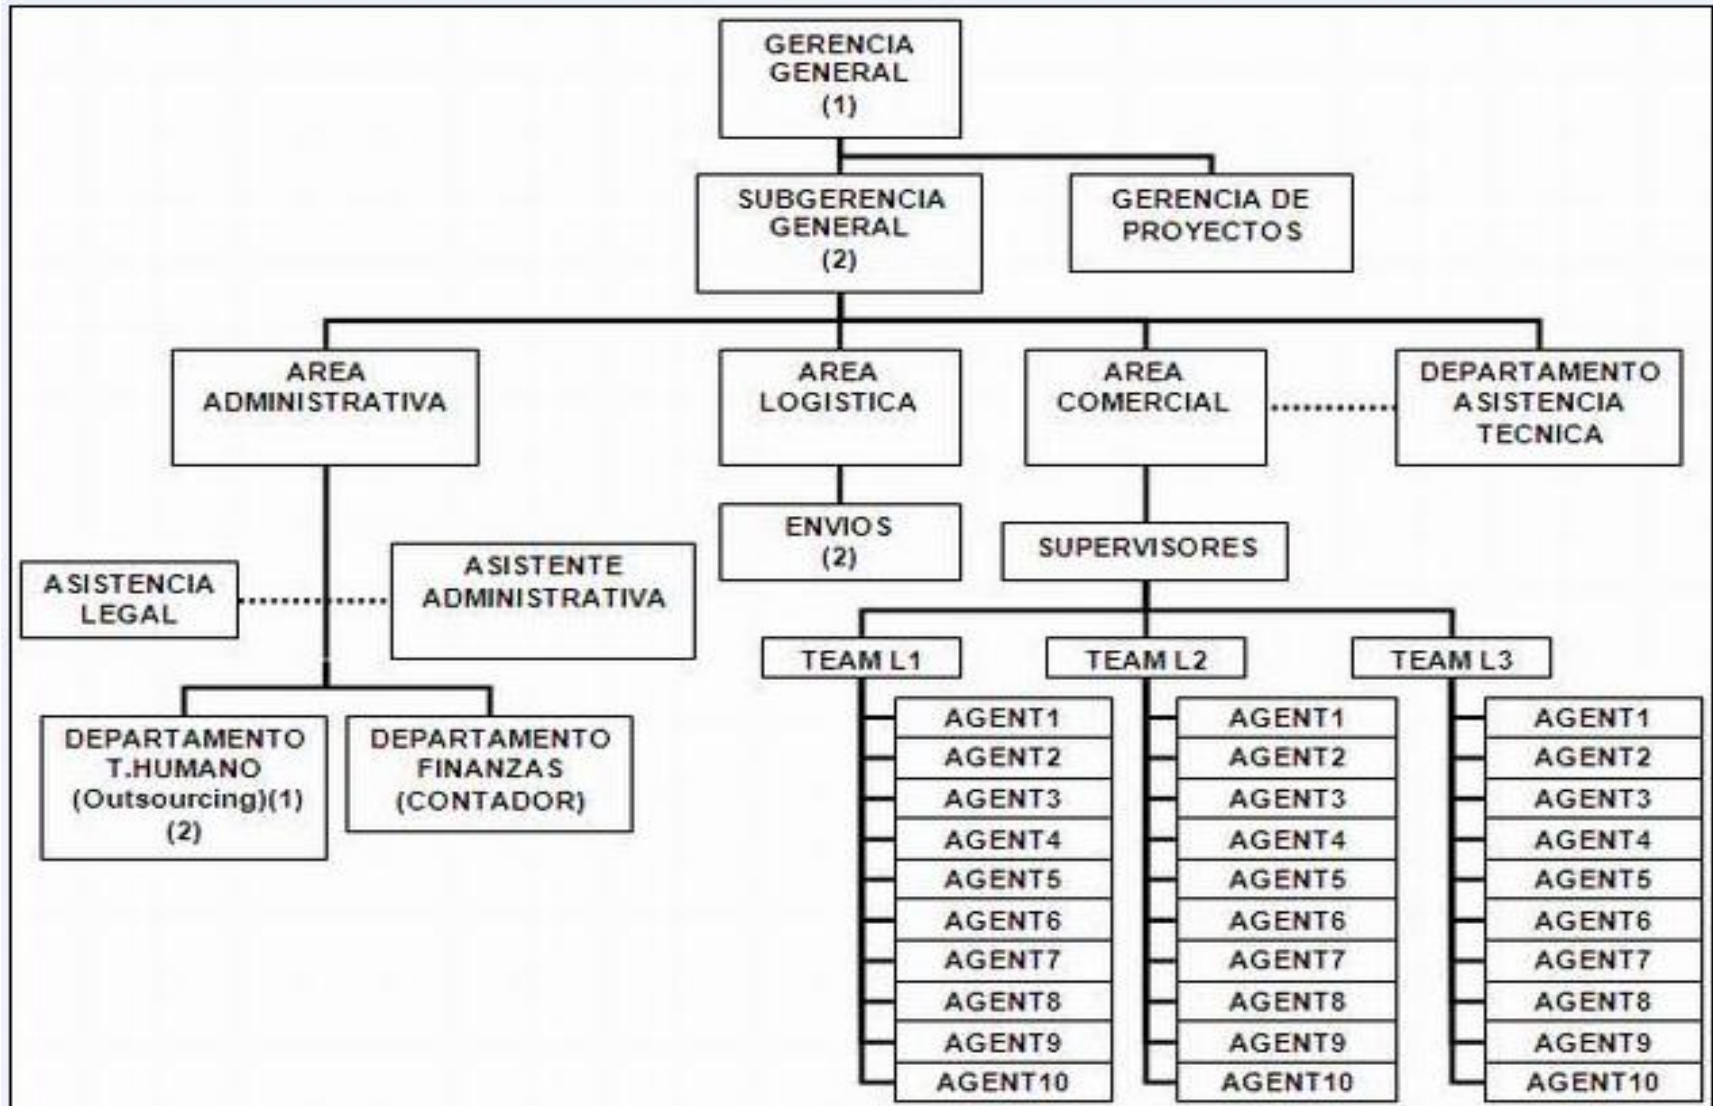 GERENCIA
GENERAL
(1)
SUBGERENCIA
GENERAL
(2)
GERENCIA DE
PROYECTOS
AREA
ADMINISTRATIVA
AREA
LOGISTICA
AREA
COMERCIAL
DEPARTAMENTO
ASISTENCIA
TECNICA
ENVIOS
(2)
SUPERVISORES
ASISTENCIA
LEGAL
ASISTENTE
ADMINISTRATIVA
DEPARTAMENTO
T.HUMANO
(Outsourcing)(1)
(2)
DEPARTAMENTO
FINANZAS
(CONTADOR)
TEAM L1
AGENT1
AGENT2
AGENT3
AGENT4
AGENT5
AGENT6
AGENT7
AGENT8
AGENT9
AGENT10
TEAM L2
AGENT1
AGENT2
AGENT3
AGENT4
AGENT5
AGENT6
AGENT7
AGENT8
AGENT9
AGENT10
TEAM L3
AGENT1
AGENT2
AGENT3
AGENT4
AGENT5
AGENT6
AGENT7
AGENT8
AGENT9
AGENT10